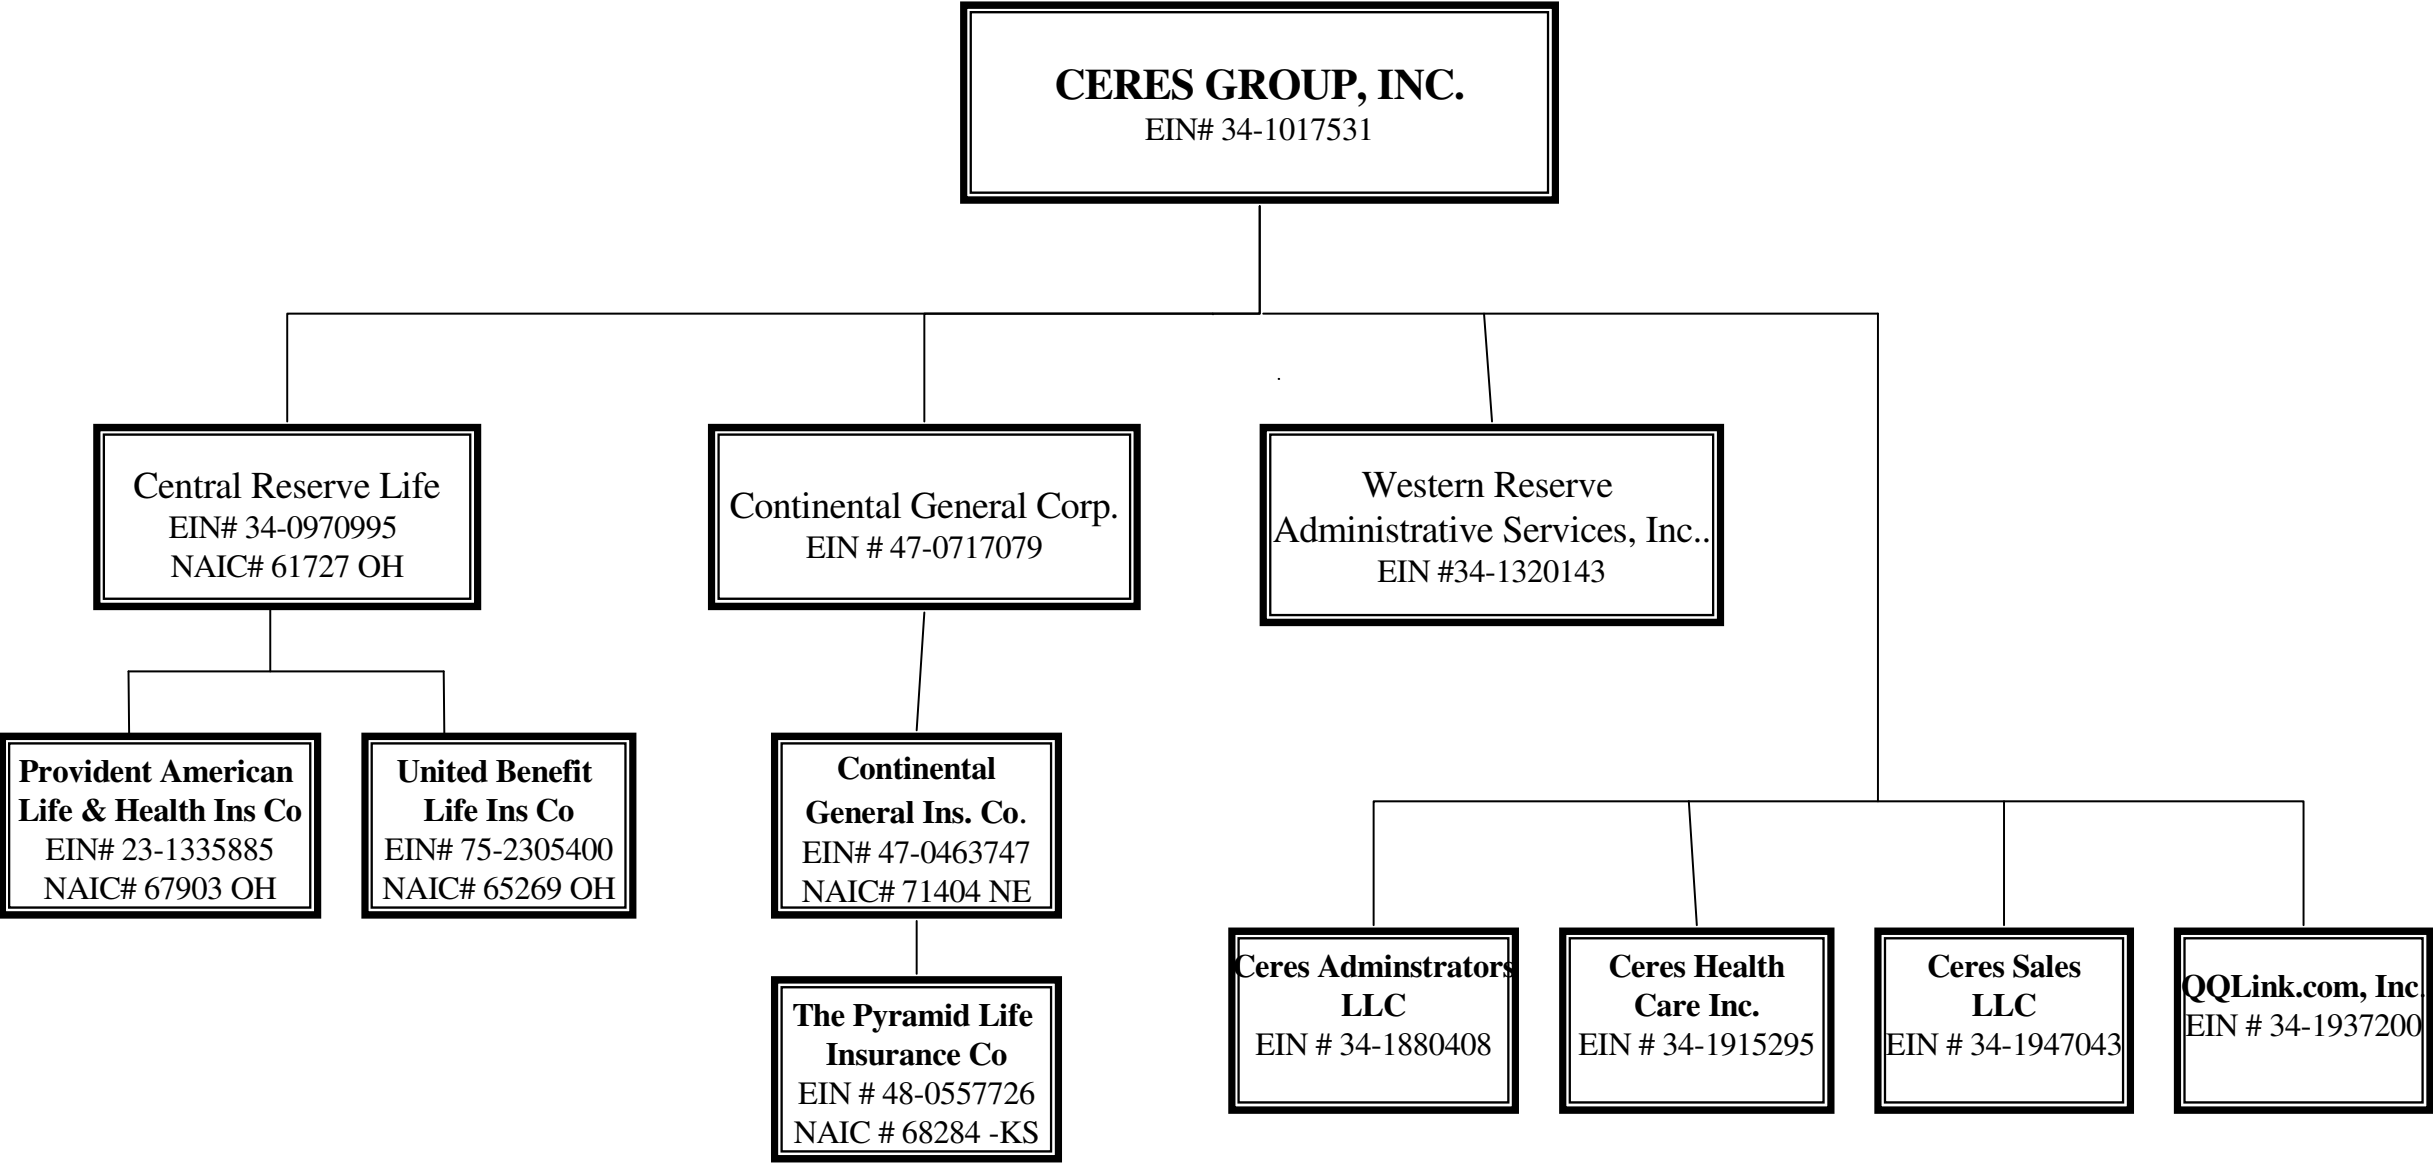 CERES GROUP, INC.
EIN# 34-1017531
Central Reserve Life
EIN# 34-0970995
NAIC# 61727 OH
Continental General Corp.
EIN # 47-0717079
Western Reserve
Administrative Services, Inc..
EIN #34-1320143
Provident American
Life & Health Ins Co
EIN# 23-1335885
NAIC# 67903 OH
United Benefit
Life Ins Co
EIN# 75-2305400
NAIC# 65269 OH
Continental
General Ins. Co.
EIN# 47-0463747
NAIC# 71404 NE
The Pyramid Life
Insurance Co
EIN # 48-0557726
NAIC # 68284 -KS
Ceres Adminstrators
LLC
EIN # 34-1880408
Ceres Health
Care Inc.
EIN # 34-1915295
Ceres Sales
LLC
EIN # 34-1947043
QQLink.com, Inc.
EIN # 34-1937200